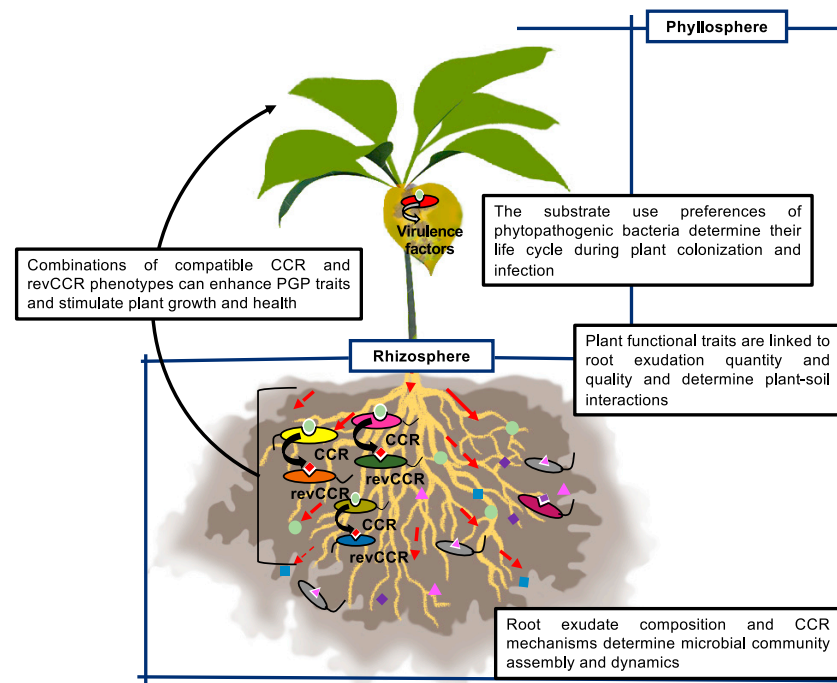 Phyllosphere
Virulence
factors
The substrate use preferences of
phytopathogenic bacteria determine their
life cycle during plant colonization and
infection
Combinations of compatible CCR and
revCCR phenotypes can enhance PGP traits
and stimulate plant growth and health
Plant functional traits are linked to
root exudation quantity and
quality and determine plant-soil
interactions
Rhizosphere
CCR
revCCR
CCR
revCCR
CCR
revCCR
Root exudate composition and CCR
mechanisms determine microbial community
assembly and dynamics